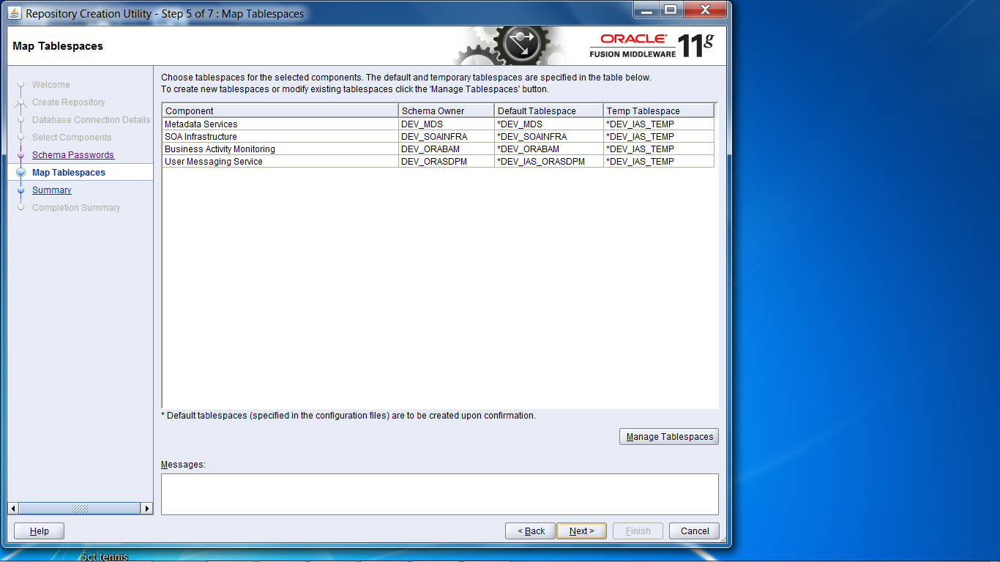 Repository Creation Utility - Step 5 of 7 : Map Tablespaces
Map Tablespaces
ORACLE
FUSION MIDDLEWARE 11g
Welcome
Create Repository
Database Connection Details
Select Components
Schema Passwords
Map Tablespaces
Summary
Completion Summary
Choose tablespaces for the selected components. The default and temporary tablespaces are specified in the table below.
To create new tablespaces or modify existing tablespaces click the 'Manage Tablespaces' button.
Component Schema Owner Default Tablespace Temp Tablespace
Metadata Services DEV_MDS *DEV_MDS *DEV_IAS_TEMP
SOA Infrastructure DEV_SOAINFRA *DEV_SOAINFRA *DEV_IAS_TEMP
Business Activity Monitoring DEV_ORABAM *DEV_ORABAM *DEV_IAS_TEMP
User Messaging Service DEV_ORASDPM *DEV_IAS_ORASDPM *DEV_IAS_TEMP
* Default tablespaces (specified in the configuration files) are to be created upon confirmation.
Manage Tablespaces
Messages:
Help < Back Next > Finish Cancel
5ct tennis